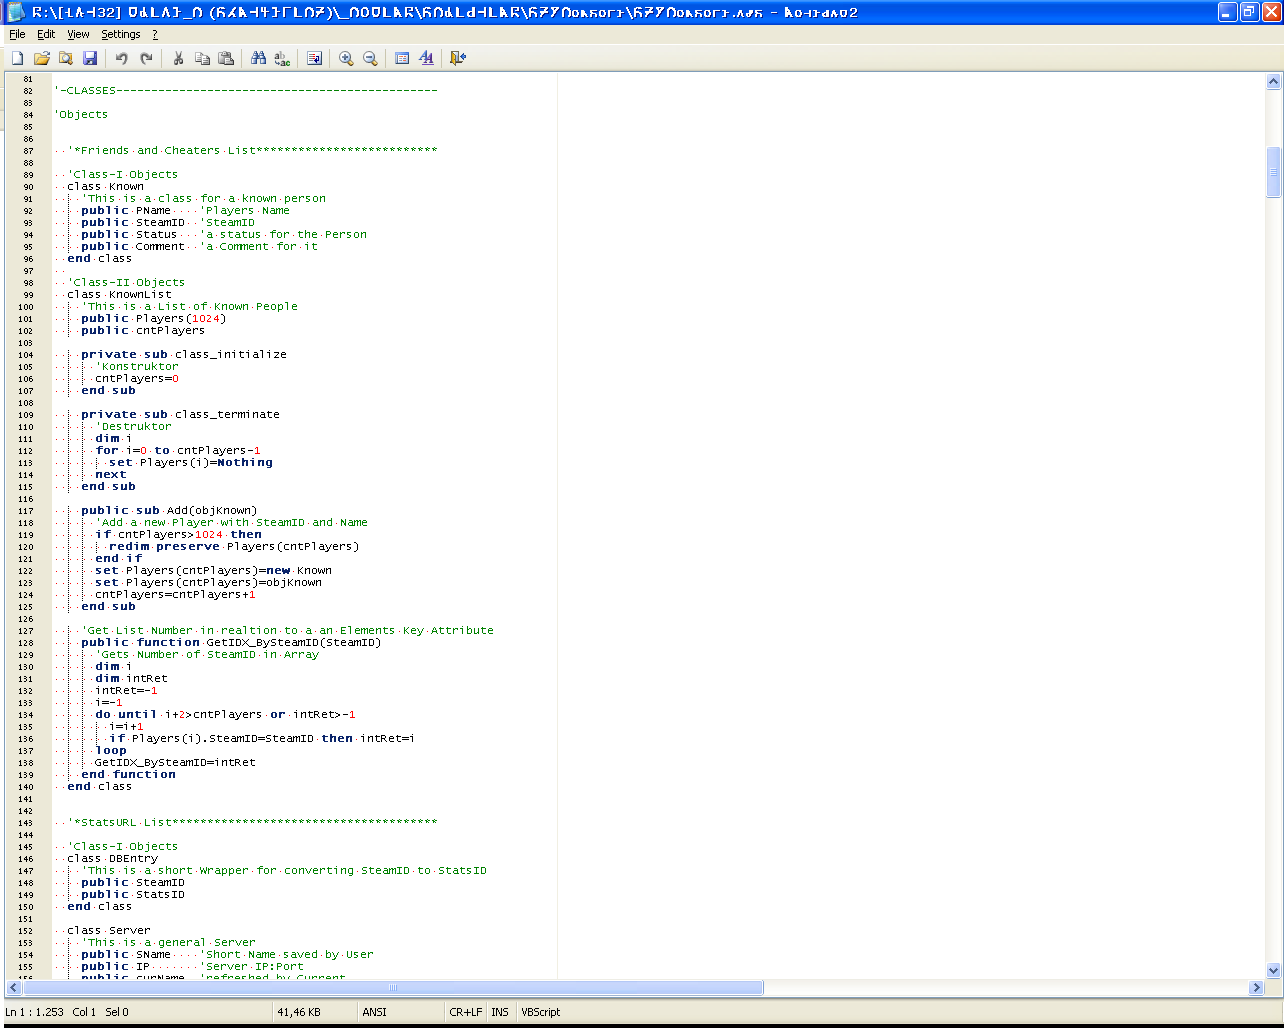 File Edit View Settings ?
81
82 '-CLASSES----------------------------------------------
83
84 'Objects
85
86
87 '*Friends and Cheaters List**************************
88
89 'Class-I Objects
90 class Known
91 'This is a class for a known person
92 public PName 'Players Name
93 public SteamID 'SteamID
94 public Status 'a status for the Person
95 public Comment 'a Comment for it
96 end class
97
98 'Class-II Objects
99 class KnownList
100 'This is a List of Known People
101 public Players(1024)
102 public cntPlayers
103
104 private sub class_initialize
105 'Konstruktor
106 cntPlayers=0
107 end sub
108
109 private sub class_terminate
110 'Destruktor
111 dim i
112 for i=0 to cntPlayers-1
113 set Players(i)=Nothing
114 next
115 end sub
116
117 public sub Add(objKnown)
118 'Add a new Player with SteamID and Name
119 if cntPlayers>1024 then
120 redim preserve Players(cntPlayers)
121 end if
122 set Players(cntPlayers)=new Known
123 set Players(cntPlayers)=objKnown
124 cntPlayers=cntPlayers+1
125 end sub
126
127 'Get List Number in realtion to a an Elements Key Attribute
128 public function GetIDX_BySteamID(SteamID)
129 'Gets Number of SteamID in Array
130 dim i
131 dim intRet
132 intRet=-1
133 i=-1
134 do until i+2>cntPlayers or intRet>-1
135 i=i+1
136 if Players(i).SteamID=SteamID then intRet=i
137 loop
138 GetIDX_BySteamID=intRet
139 end function
140 end class
141
142
143 '*StatsURL List**************************************
144
145 'Class-I Objects
146 class DBEntry
147 'This is a short Wrapper for converting SteamID to StatsID
148 public SteamID
149 public StatsID
150 end class
151
152 class Server
153 'This is a general Server
154 public SName 'Short Name saved by User
155 public IP 'Server IP:Port
156 public curName 'refreshed by Current
Ln 1 : 1.253 Col 1 Sel 0 41,46 KB ANSI CR+LF INS VBScript